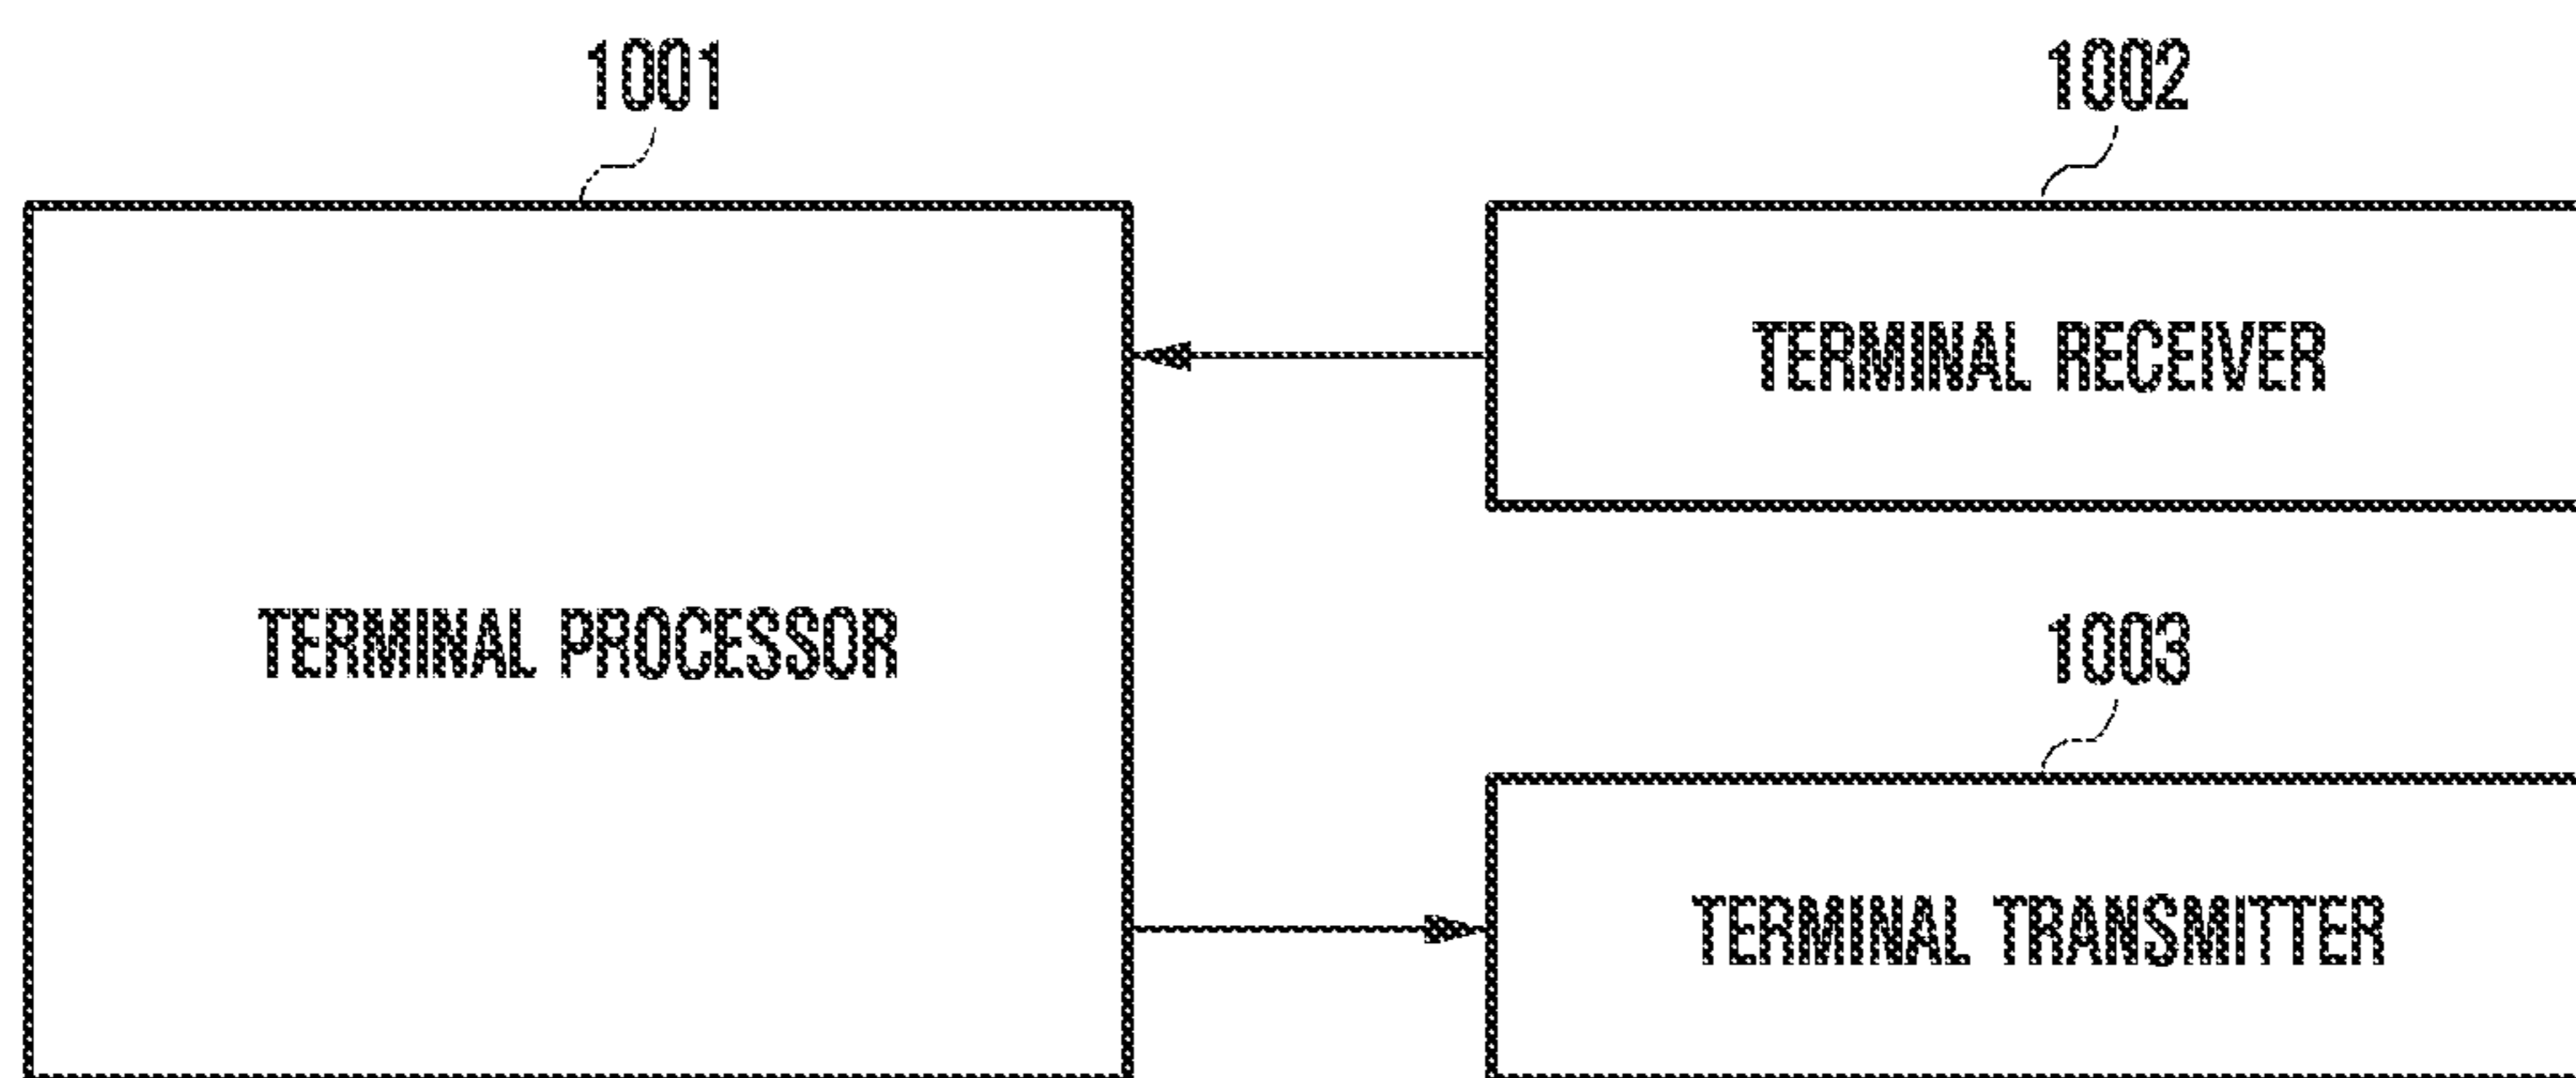 1001
1002
TERMINAL RECEIVER
TERMINAL PROCESSOR
1003
TERMINAL TRANSMITTER